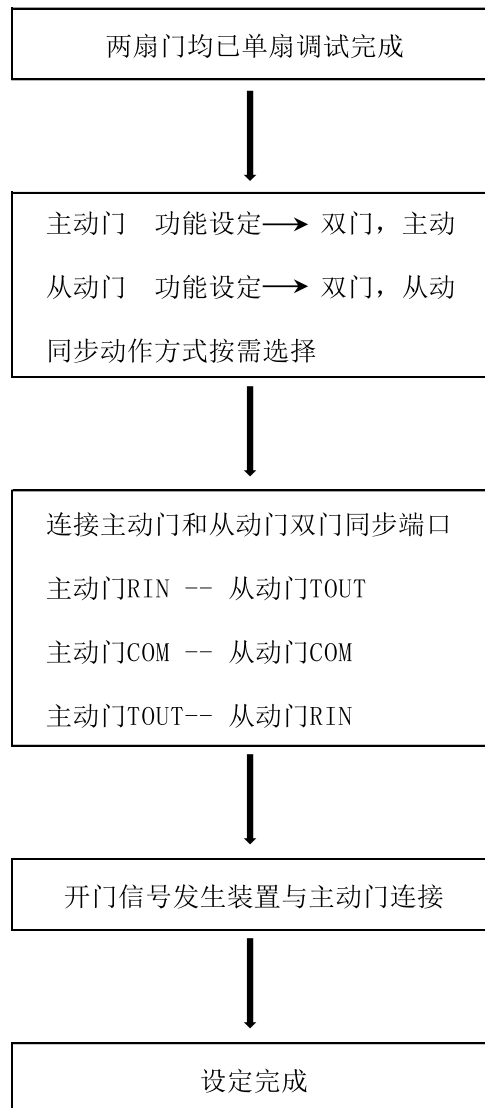 两扇门均已单扇调试完成
主动门 功能设定→ 双门，主动
从动门 功能设定→ 双门，从动
同步动作方式按需选择
连接主动门和从动门双门同步端口
主动门RIN -- 从动门TOUT
主动门COM -- 从动门COM
主动门TOUT-- 从动门RIN
开门信号发生装置与主动门连接
设定完成